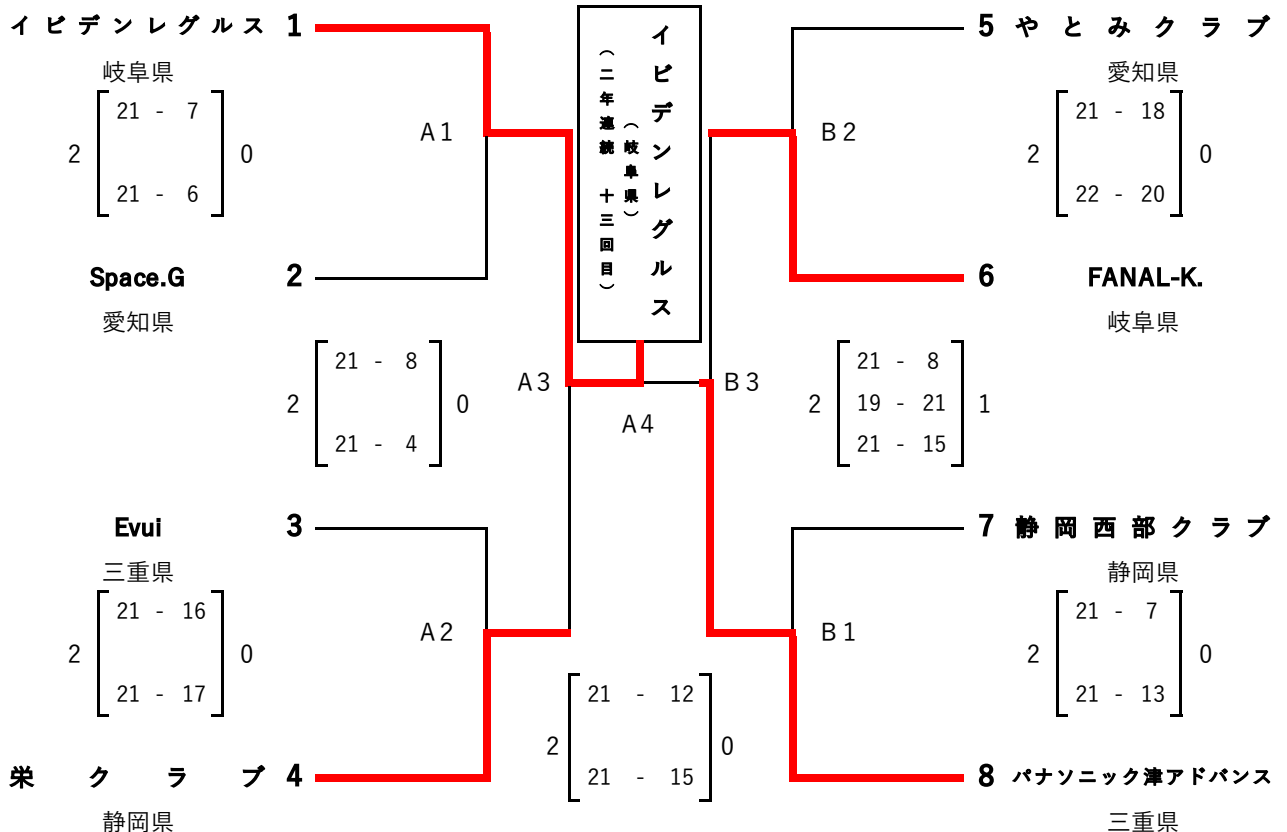 イビデンレグルス 1
岐阜県
2 21 - 7 0
21 - 6
A1
Space.G 2
愛知県
2 21 - 8 0
21 - 4
A3
Evui 3
三重県
2 21 - 16 0
21 - 17
A2
栄クラブ 4
静岡県
イビデンレグルス
（岐阜県）
（二年連続 十三回目）
A4
2 21 - 12 0
21 - 15
5 やとみクラブ
愛知県
B2
2 21 - 18 0
22 - 20
6 FANAL-K.
岐阜県
B3
2 21 - 8 1
19 - 21
21 - 15
7 静岡西部クラブ
静岡県
B1
2 21 - 7 0
21 - 13
8 パナソニック津アドバンス
三重県